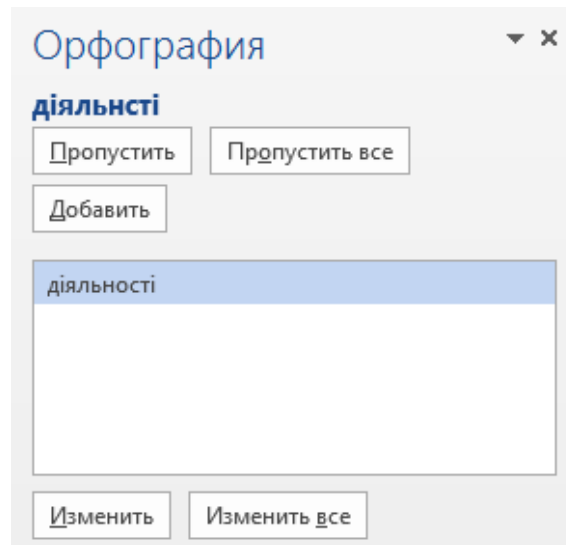 Орфография
діяльнсті
Пропустить Пропустить все
Добавить
діяльності
Изменить Изменить все